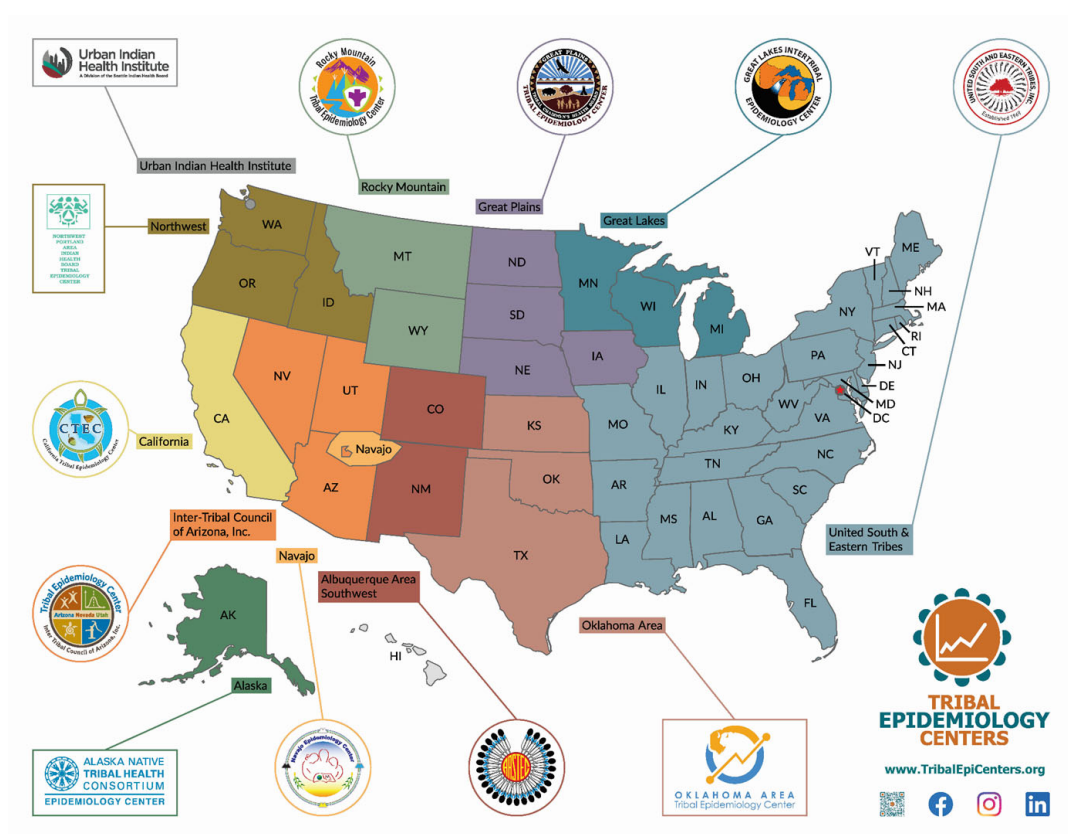 Urban Indian
Health Institute
A Division of the Seattle Indian Health Board
Rocky Mountain
Tribal Epidemiology Center
GREAT PLAINS
TRIBAL EPIDEMIOLOGY CENTER
GREAT LAKES INTERTRIBAL
EPIDEMIOLOGY CENTER
UNITED SOUTH AND EASTERN TRIBES, INC.
Established 1969
Urban Indian Health Institute
Rocky Mountain
Great Plains
Great Lakes
NORTHWEST
PORTLAND
AREA
INDIAN
HEALTH
BOARD
TRIBAL
EPIDEMIOLOGY
CENTER
Northwest
WA
OR
ID
MT
WY
ND
SD
NE
IA
MN
WI
MI
VT
ME
NH
MA
NY
RI
CT
PA
NJ
DE
MD
DC
CA
NV
UT
CO
KS
MO
IL
IN
OH
WV
VA
KY
Navajo
AZ
NM
OK
TX
AR
LA
TN
NC
SC
MS
AL
GA
FL
CTEC
California Tribal Epidemiology Center
California
Inter-Tribal Council
of Arizona, Inc.
Tribal Epidemiology Center
Arizona Nevada Utah
Inter Tribal Council of Arizona, Inc.
Navajo
Albuquerque Area
Southwest
Oklahoma Area
United South &
Eastern Tribes
AK
HI
Alaska
ALASKA NATIVE
TRIBAL HEALTH
CONSORTIUM
EPIDEMIOLOGY CENTER
Navajo Epidemiology Center
AASTEC
OKLAHOMA AREA
Tribal Epidemiology Center
TRIBAL
EPIDEMIOLOGY
CENTERS
www.TribalEpiCenters.org
f
in